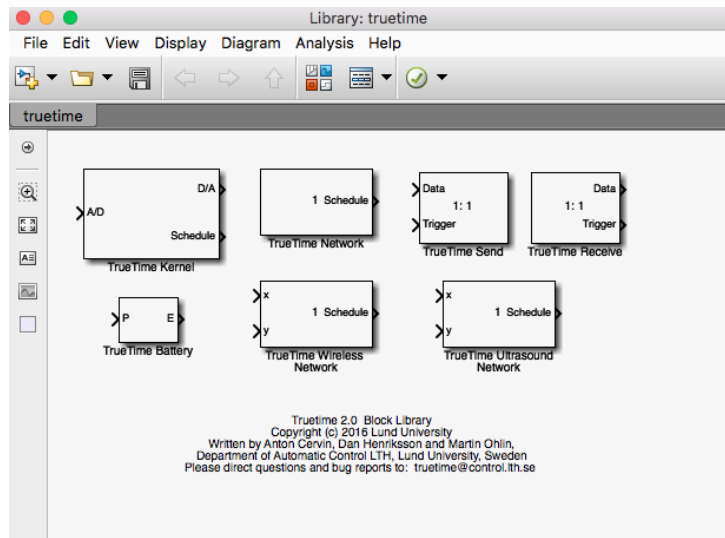 Library: truetime
File Edit View Display Diagram Analysis Help
truetime
A/D
D/A
Schedule
TrueTime Kernel
1 Schedule
TrueTime Network
Data
Trigger
1: 1
TrueTime Send
1: 1
Data
Trigger
TrueTime Receive
P E
TrueTime Battery
x
y
1 Schedule
TrueTime Wireless
Network
x
y
1 Schedule
TrueTime Ultrasound
Network
Truetime 2.0 Block Library
Copyright (c) 2016 Lund University
Written by Anton Cervin, Dan Henriksson and Martin Ohlin,
Department of Automatic Control LTH, Lund University, Sweden
Please direct questions and bug reports to: truetime@control.lth.se